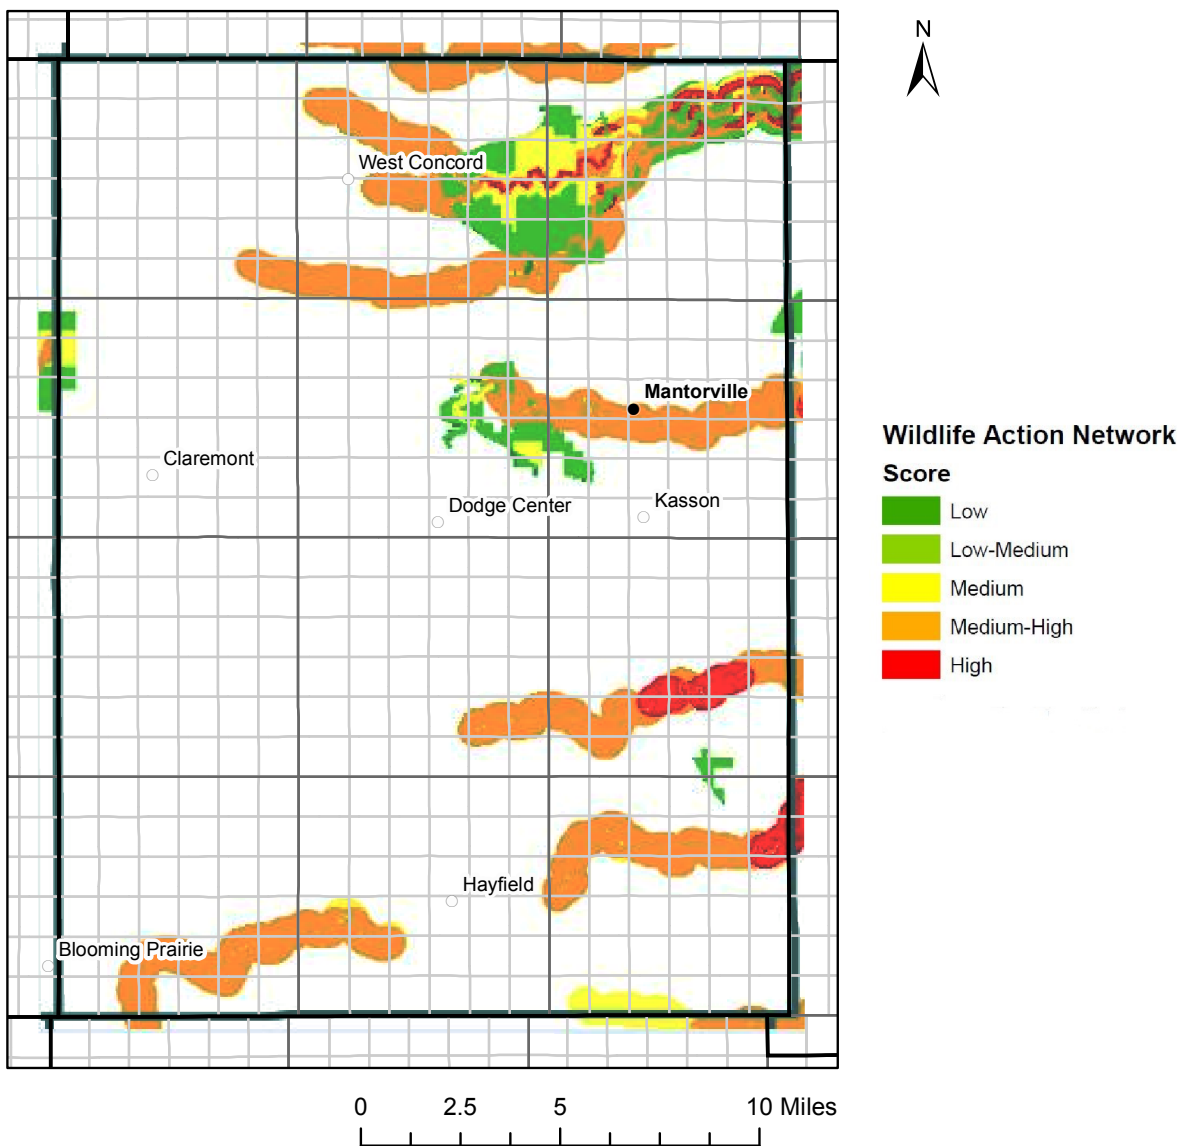 N
West Concord
Mantorville
Claremont
Dodge Center
Kasson
Hayfield
Blooming Prairie
Wildlife Action Network
Score
Low
Low-Medium
Medium
Medium-High
High
0 2.5 5 10 Miles